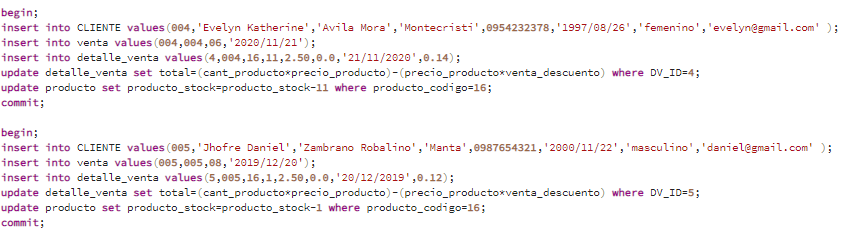 begin;
insert into CLIENTE values(004,'Evelyn Katherine','Avila Mora','Montecristi',0954232378,'1997/08/26','femenino','evelyn@gmail.com' );
insert into venta values(004,004,06,'2020/11/21');
insert into detalle_venta values(4,004,16,11,2.50,0.0,'21/11/2020',0.14);
update detalle_venta set total=(cant_producto*precio_producto)-(precio_producto*venta_descuento) where DV_ID=4;
update producto set producto_stock=producto_stock-11 where producto_codigo=16;
commit;
begin;
insert into CLIENTE values(005,'Jhofre Daniel','Zambrano Robalino','Manta',0987654321,'2000/11/22','masculino','daniel@gmail.com' );
insert into venta values(005,005,08,'2019/12/20');
insert into detalle_venta values(5,005,16,1,2.50,0.0,'20/12/2019',0.12);
update detalle_venta set total=(cant_producto*precio_producto)-(precio_producto*venta_descuento) where DV_ID=5;
update producto set producto_stock=producto_stock-1 where producto_codigo=16;
commit;